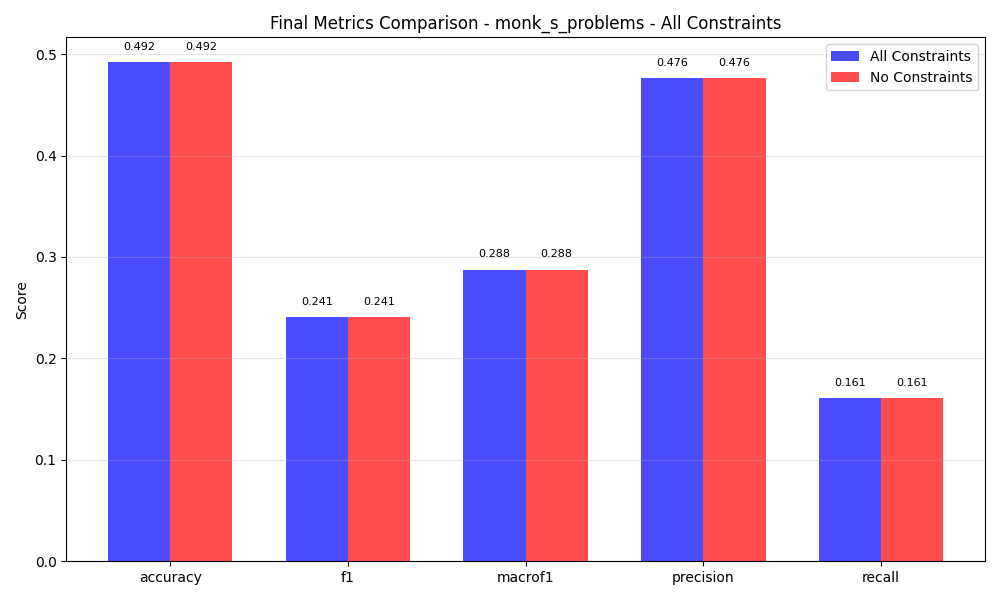 Final Metrics Comparison - monk_s_problems - All Constraints
All Constraints
No Constraints
Score
0.5
0.4
0.3
0.2
0.1
0.0
0.492 0.492
0.241 0.241
0.288 0.288
0.476 0.476
0.161 0.161
accuracy f1 macrof1 precision recall